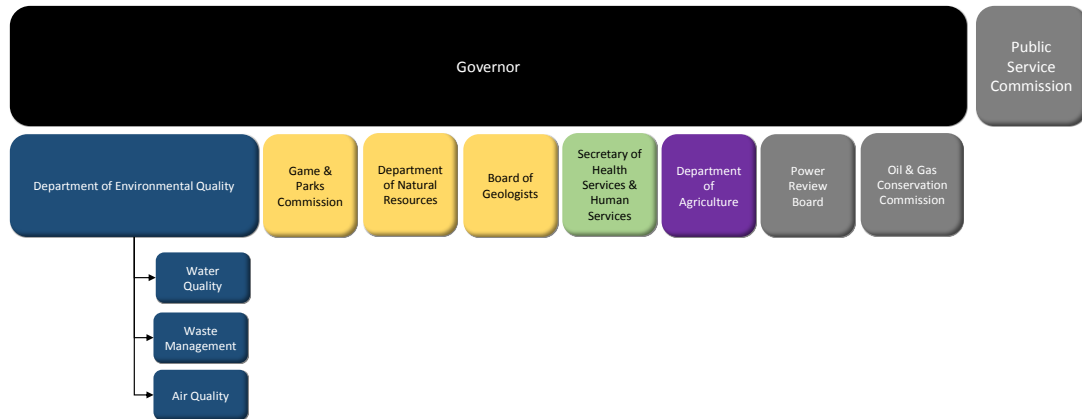 Governor
Public
Service
Commission
Department of Environmental Quality
Game &
Parks
Commission
Department
of Natural
Resources
Board of
Geologists
Secretary of
Health
Services &
Human
Services
Department
of
Agriculture
Power
Review
Board
Oil & Gas
Conservation
Commission
Water
Quality
Waste
Management
Air Quality